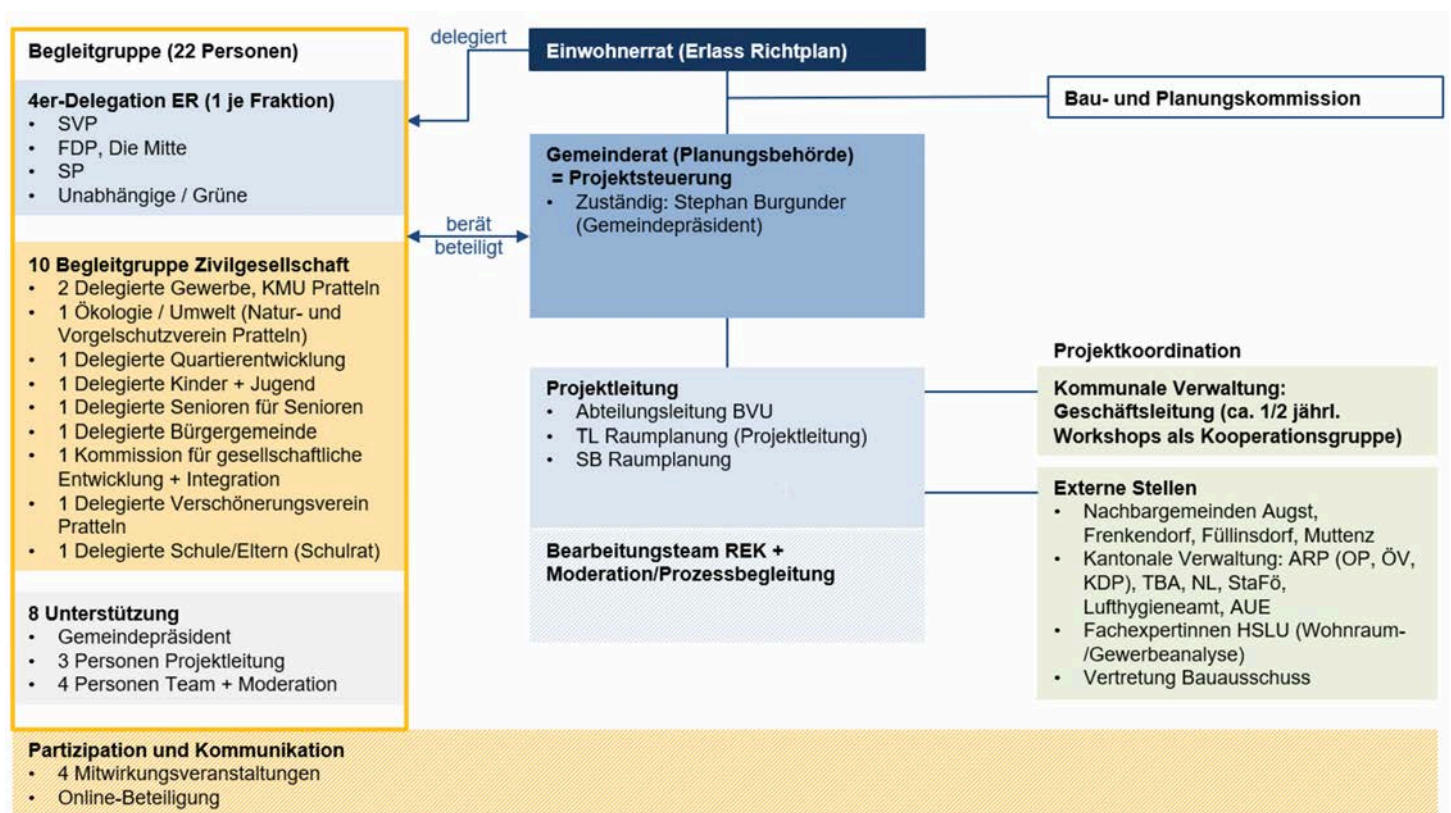 Begleitgruppe (22 Personen)
4er-Delegation ER (1 je Fraktion)
• SVP
• FDP, Die Mitte
• SP
• Unabhängige / Grüne
10 Begleitgruppe Zivilgesellschaft
• 2 Delegierte Gewerbe, KMU Pratteln
• 1 Ökologie / Umwelt (Natur- und
Vorgelschutzverein Pratteln)
• 1 Delegierte Quartierentwicklung
• 1 Delegierte Kinder + Jugend
• 1 Delegierte Senioren für Senioren
• 1 Delegierte Bürgergemeinde
• 1 Kommission für gesellschaftliche
Entwicklung + Integration
• 1 Delegierte Verschönerungsverein
Pratteln
• 1 Delegierte Schule/Eltern (Schulrat)
8 Unterstützung
• Gemeindepräsident
• 3 Personen Projektleitung
• 4 Personen Team + Moderation
delegiert
berät
beteiligt
Einwohnerrat (Erlass Richtplan)
Bau- und Planungskommission
Gemeinderat (Planungsbehörde)
= Projektsteuerung
• Zuständig: Stephan Burgunder
(Gemeindepräsident)
Projektleitung
• Abteilungsleitung BVU
• TL Raumplanung (Projektleitung)
• SB Raumplanung
Bearbeitungsteam REK +
Moderation/Prozessbegleitung
Projektkoordination
Kommunale Verwaltung:
Geschäftsleitung (ca. 1/2 jährl.
Workshops als Kooperationsgruppe)
Externe Stellen
• Nachbargemeinden Augst,
Frenkendorf, Füllinsdorf, Muttenz
• Kantonale Verwaltung: ARP (OP, ÖV,
KDP), TBA, NL, StaFö,
Lufthygieneamt, AUE
• Fachexpertinnen HSLU (Wohnraum-
/Gewerbeanalyse)
• Vertretung Bauausschuss
Partizipation und Kommunikation
• 4 Mitwirkungsveranstaltungen
• Online-Beteiligung